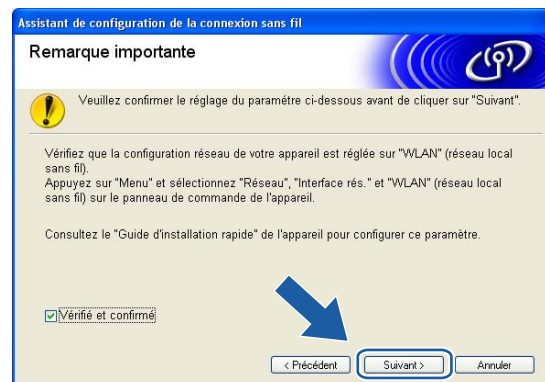 Assistant de configuration de la connexion sans fil
Remarque importante
Veuillez confirmer le réglage du paramétre ci-dessous avant de cliquer sur "Suivant".
Vérifiez que la configuration réseau de votre appareil est réglée sur "WLAN" (réseau local
sans fil).
Appuyez sur "Menu" et sélectionnez "Réseau", "Interface rés." et "WLAN" (réseau local
sans fil) sur le panneau de commande de l'appareil.
Consultez le "Guide d'installation rapide" de l'appareil pour configurer ce paramètre.
Vérifié et confirmé
< Précédent Suivant > Annuler